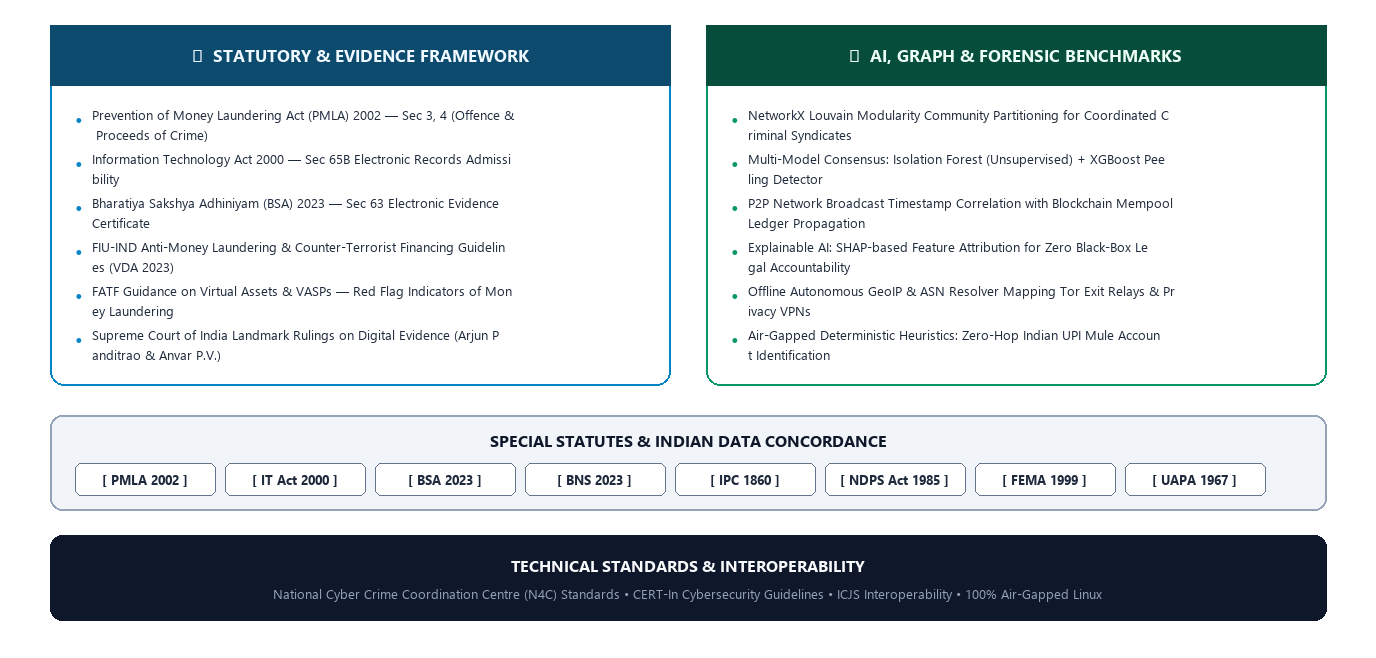 STATUTORY & EVIDENCE FRAMEWORK
• Prevention of Money Laundering Act (PMLA) 2002 — Sec 3, 4 (Offence &
Proceeds of Crime)
• Information Technology Act 2000 — Sec 65B Electronic Records Admissi
bility
• Bharatiya Sakshya Adhiniyam (BSA) 2023 — Sec 63 Electronic Evidence
Certificate
• FIU-IND Anti-Money Laundering & Counter-Terrorist Financing Guidelin
es (VDA 2023)
• FATF Guidance on Virtual Assets & VASPs — Red Flag Indicators of Mon
ey Laundering
• Supreme Court of India Landmark Rulings on Digital Evidence (Arjun P
anditrao & Anvar P.V.)
AI, GRAPH & FORENSIC BENCHMARKS
• NetworkX Louvain Modularity Community Partitioning for Coordinated C
riminal Syndicates
• Multi-Model Consensus: Isolation Forest (Unsupervised) + XGBoost Pee
ling Detector
• P2P Network Broadcast Timestamp Correlation with Blockchain Mempool
Ledger Propagation
• Explainable AI: SHAP-based Feature Attribution for Zero Black-Box Le
gal Accountability
• Offline Autonomous GeoIP & ASN Resolver Mapping Tor Exit Relays & Pr
ivacy VPNs
• Air-Gapped Deterministic Heuristics: Zero-Hop Indian UPI Mule Accoun
t Identification
SPECIAL STATUTES & INDIAN DATA CONCORDANCE
[ PMLA 2002 ] [ IT Act 2000 ] [ BSA 2023 ] [ BNS 2023 ] [ IPC 1860 ] [ NDPS Act 1985 ] [ FEMA 1999 ] [ UAPA 1967 ]
TECHNICAL STANDARDS & INTEROPERABILITY
National Cyber Crime Coordination Centre (N4C) Standards • CERT-In Cybersecurity Guidelines • ICJS Interoperability • 100% Air-Gapped Linux